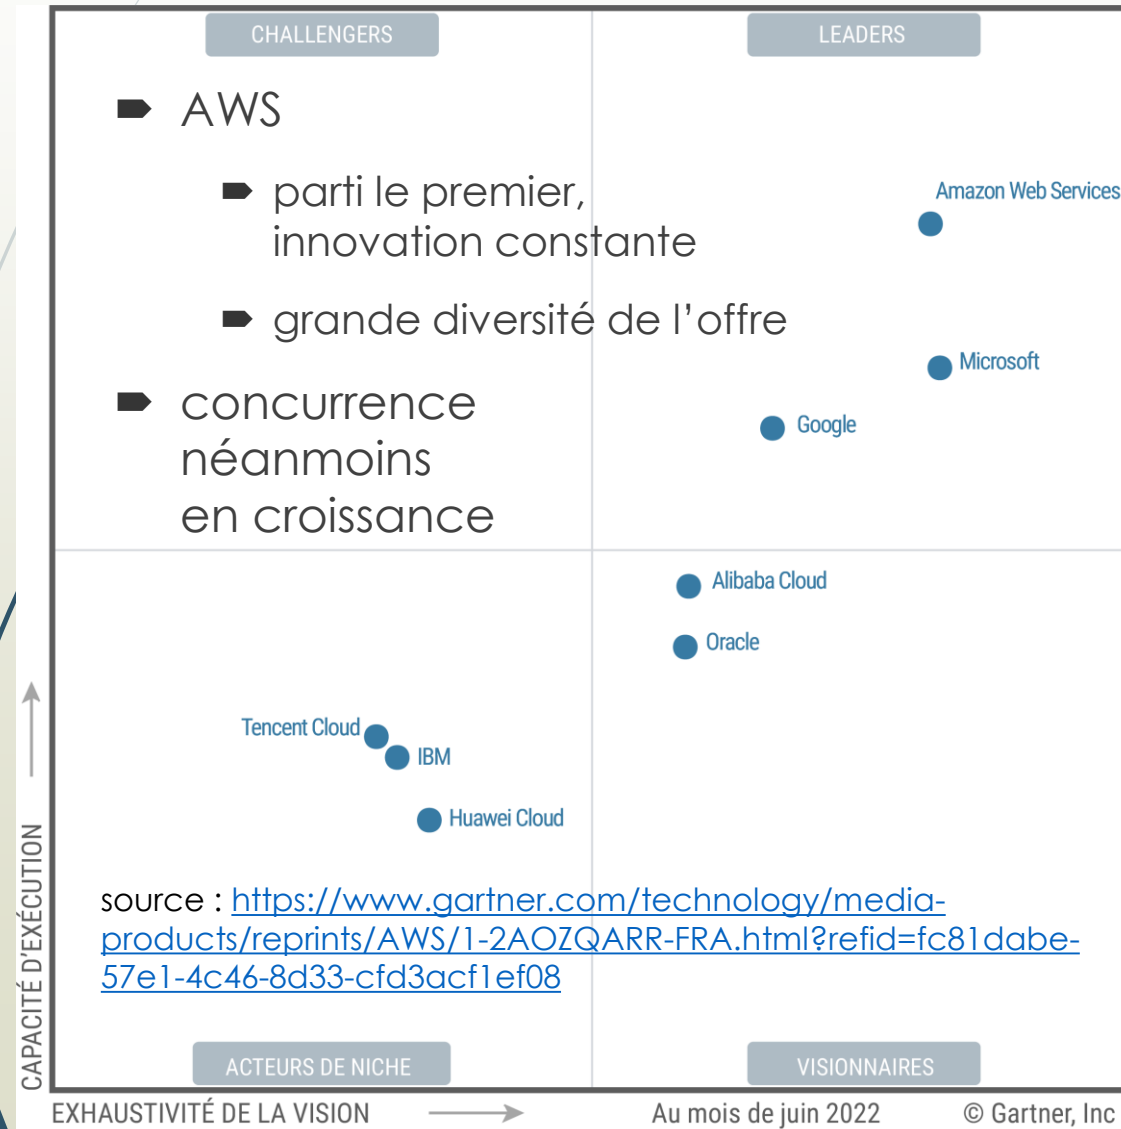 CHALLENGERS
LEADERS
AWS
parti le premier,
innovation constante
grande diversité de l’offre
concurrence
néanmoins
en croissance
Amazon Web Services
Microsoft
Google
Alibaba Cloud
Oracle
Tencent Cloud
IBM
Huawei Cloud
source : https://www.gartner.com/technology/media-
products/reprints/AWS/1-2AOZQARR-FRA.html?refid=fc81dabe-
57e1-4c46-8d33-cfd3acf1ef08
ACTEURS DE NICHE
VISIONNAIRES
CAPACITÉ D'EXÉCUTION
EXHAUSTIVITÉ DE LA VISION
Au mois de juin 2022
© Gartner, Inc